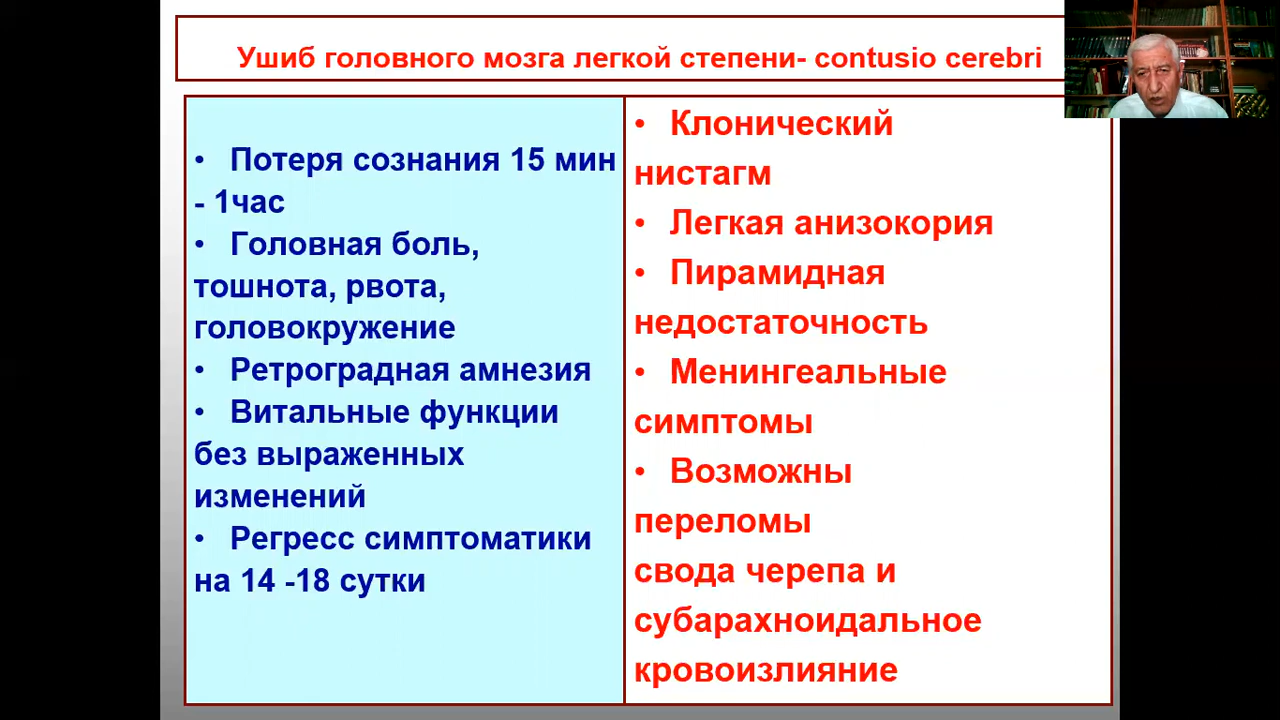 Ушиб головного мозга легкой степени- contusio cerebri
• Потеря сознания 15 мин
- 1час
• Головная боль,
тошнота, рвота,
головокружение
• Ретроградная амнезия
• Витальные функции
без выраженных
изменений
• Регресс симптоматики
на 14 -18 сутки
• Клонический
нистагм
• Легкая анизокория
• Пирамидная
недостаточность
• Менингеальные
симптомы
• Возможны
переломы
свода черепа и
субарахноидальное
кровоизлияние